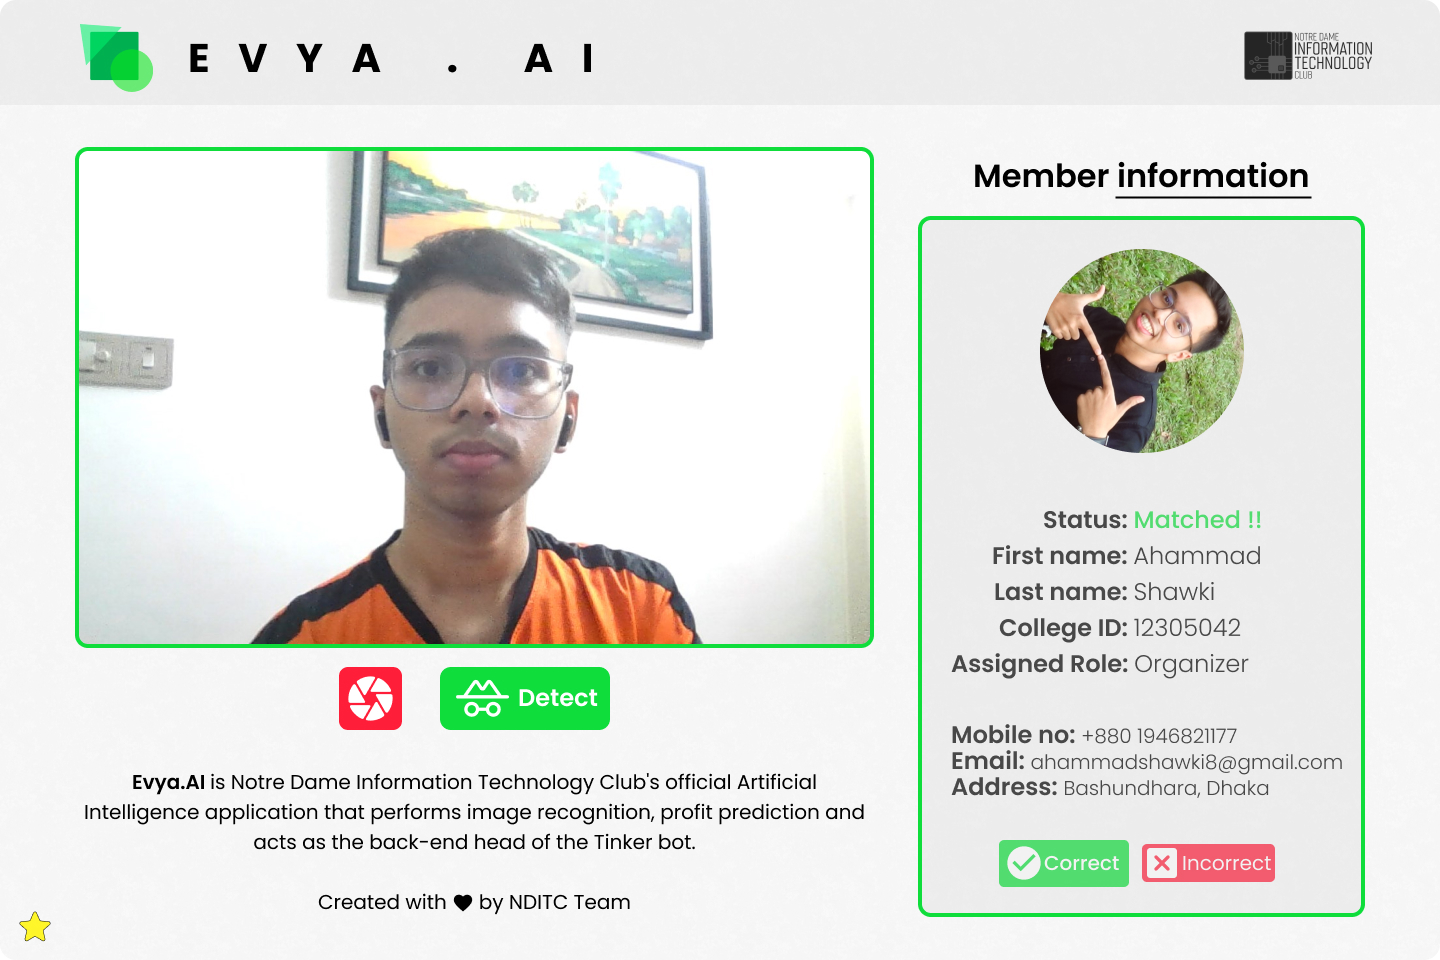 EVYA.AI
NOTRE DAME
INFORMATION
TECHNOLOGY
CLUB
Member information
Status: Matched !!
First name: Ahammad
Last name: Shawki
College ID: 12305042
Assigned Role: Organizer
Mobile no: +880 1946821177
Email: ahammadshawki8@gmail.com
Address: Bashundhara, Dhaka
Correct
Incorrect
Detect
Evya.AI is Notre Dame Information Technology Club's official Artificial
Intelligence application that performs image recognition, profit prediction and
acts as the back-end head of the Tinker bot.
Created with ♥ by NDITC Team